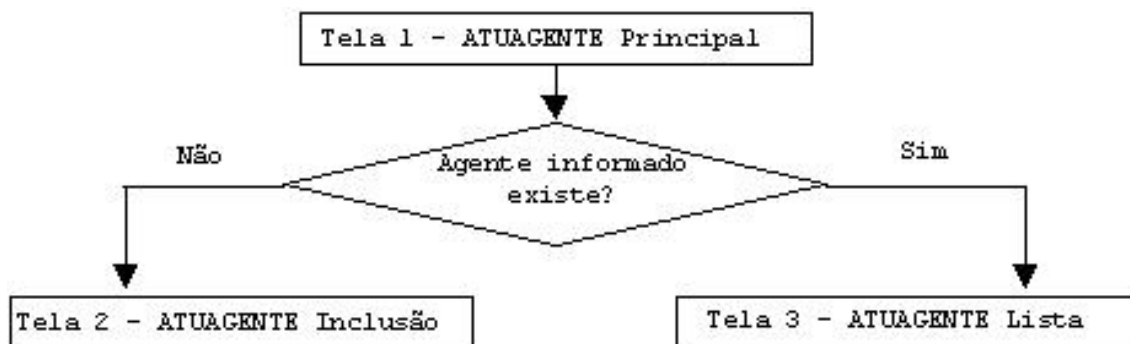 Tela 1 - ATUAGENTE Principal
Não
Agente informado
existe?
Sim
Tela 2 - ATUAGENTE Inclusão
Tela 3 - ATUAGENTE Lista